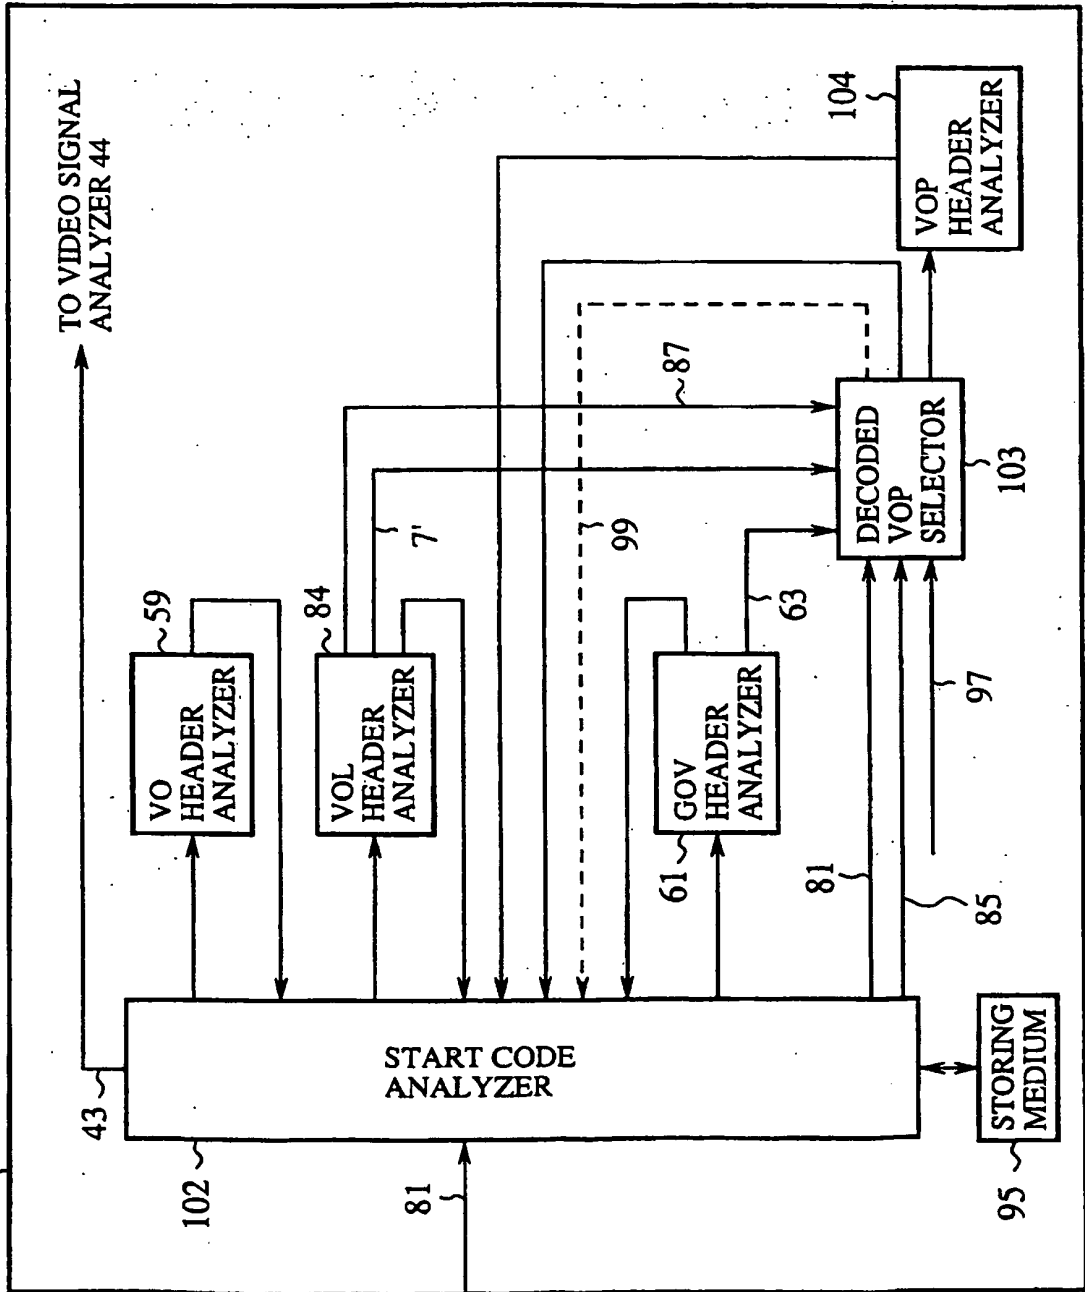 TO VIDEO SIGNAL
ANALYZER 44
43
102
81
START CODE
ANALYZER
95
STORING
MEDIUM
59
VO
HEADER
ANALYZER
84
VOL
HEADER
ANALYZER
7'
87
99
61
GOV
HEADER
ANALYZER
63
81
85
97
DECODED
VOP
SELECTOR
103
104
VOP
HEADER
ANALYZER